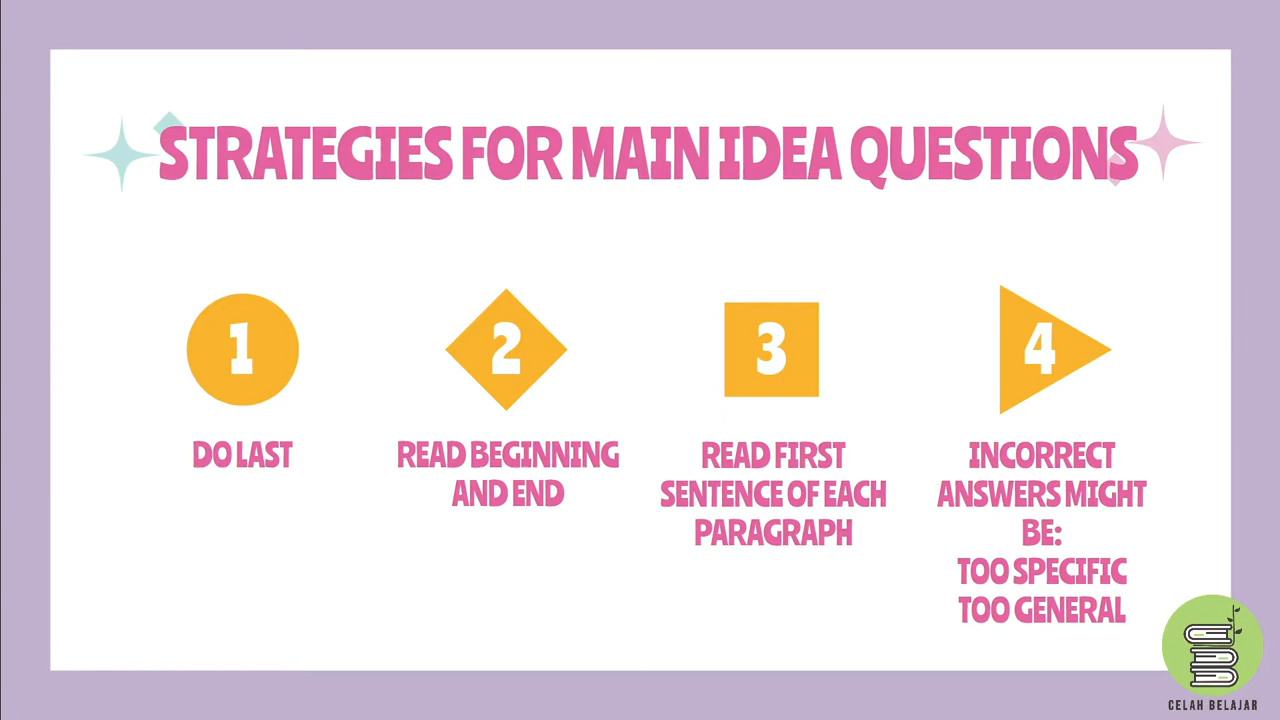 STRATEGIES FOR MAIN IDEA QUESTIONS
1
DO LAST
2
READ BEGINNING
AND END
3
READ FIRST
SENTENCE OF EACH
PARAGRAPH
4
INCORRECT
ANSWERS MIGHT
BE:
TOO SPECIFIC
TOO GENERAL
CELAH BELAJAR